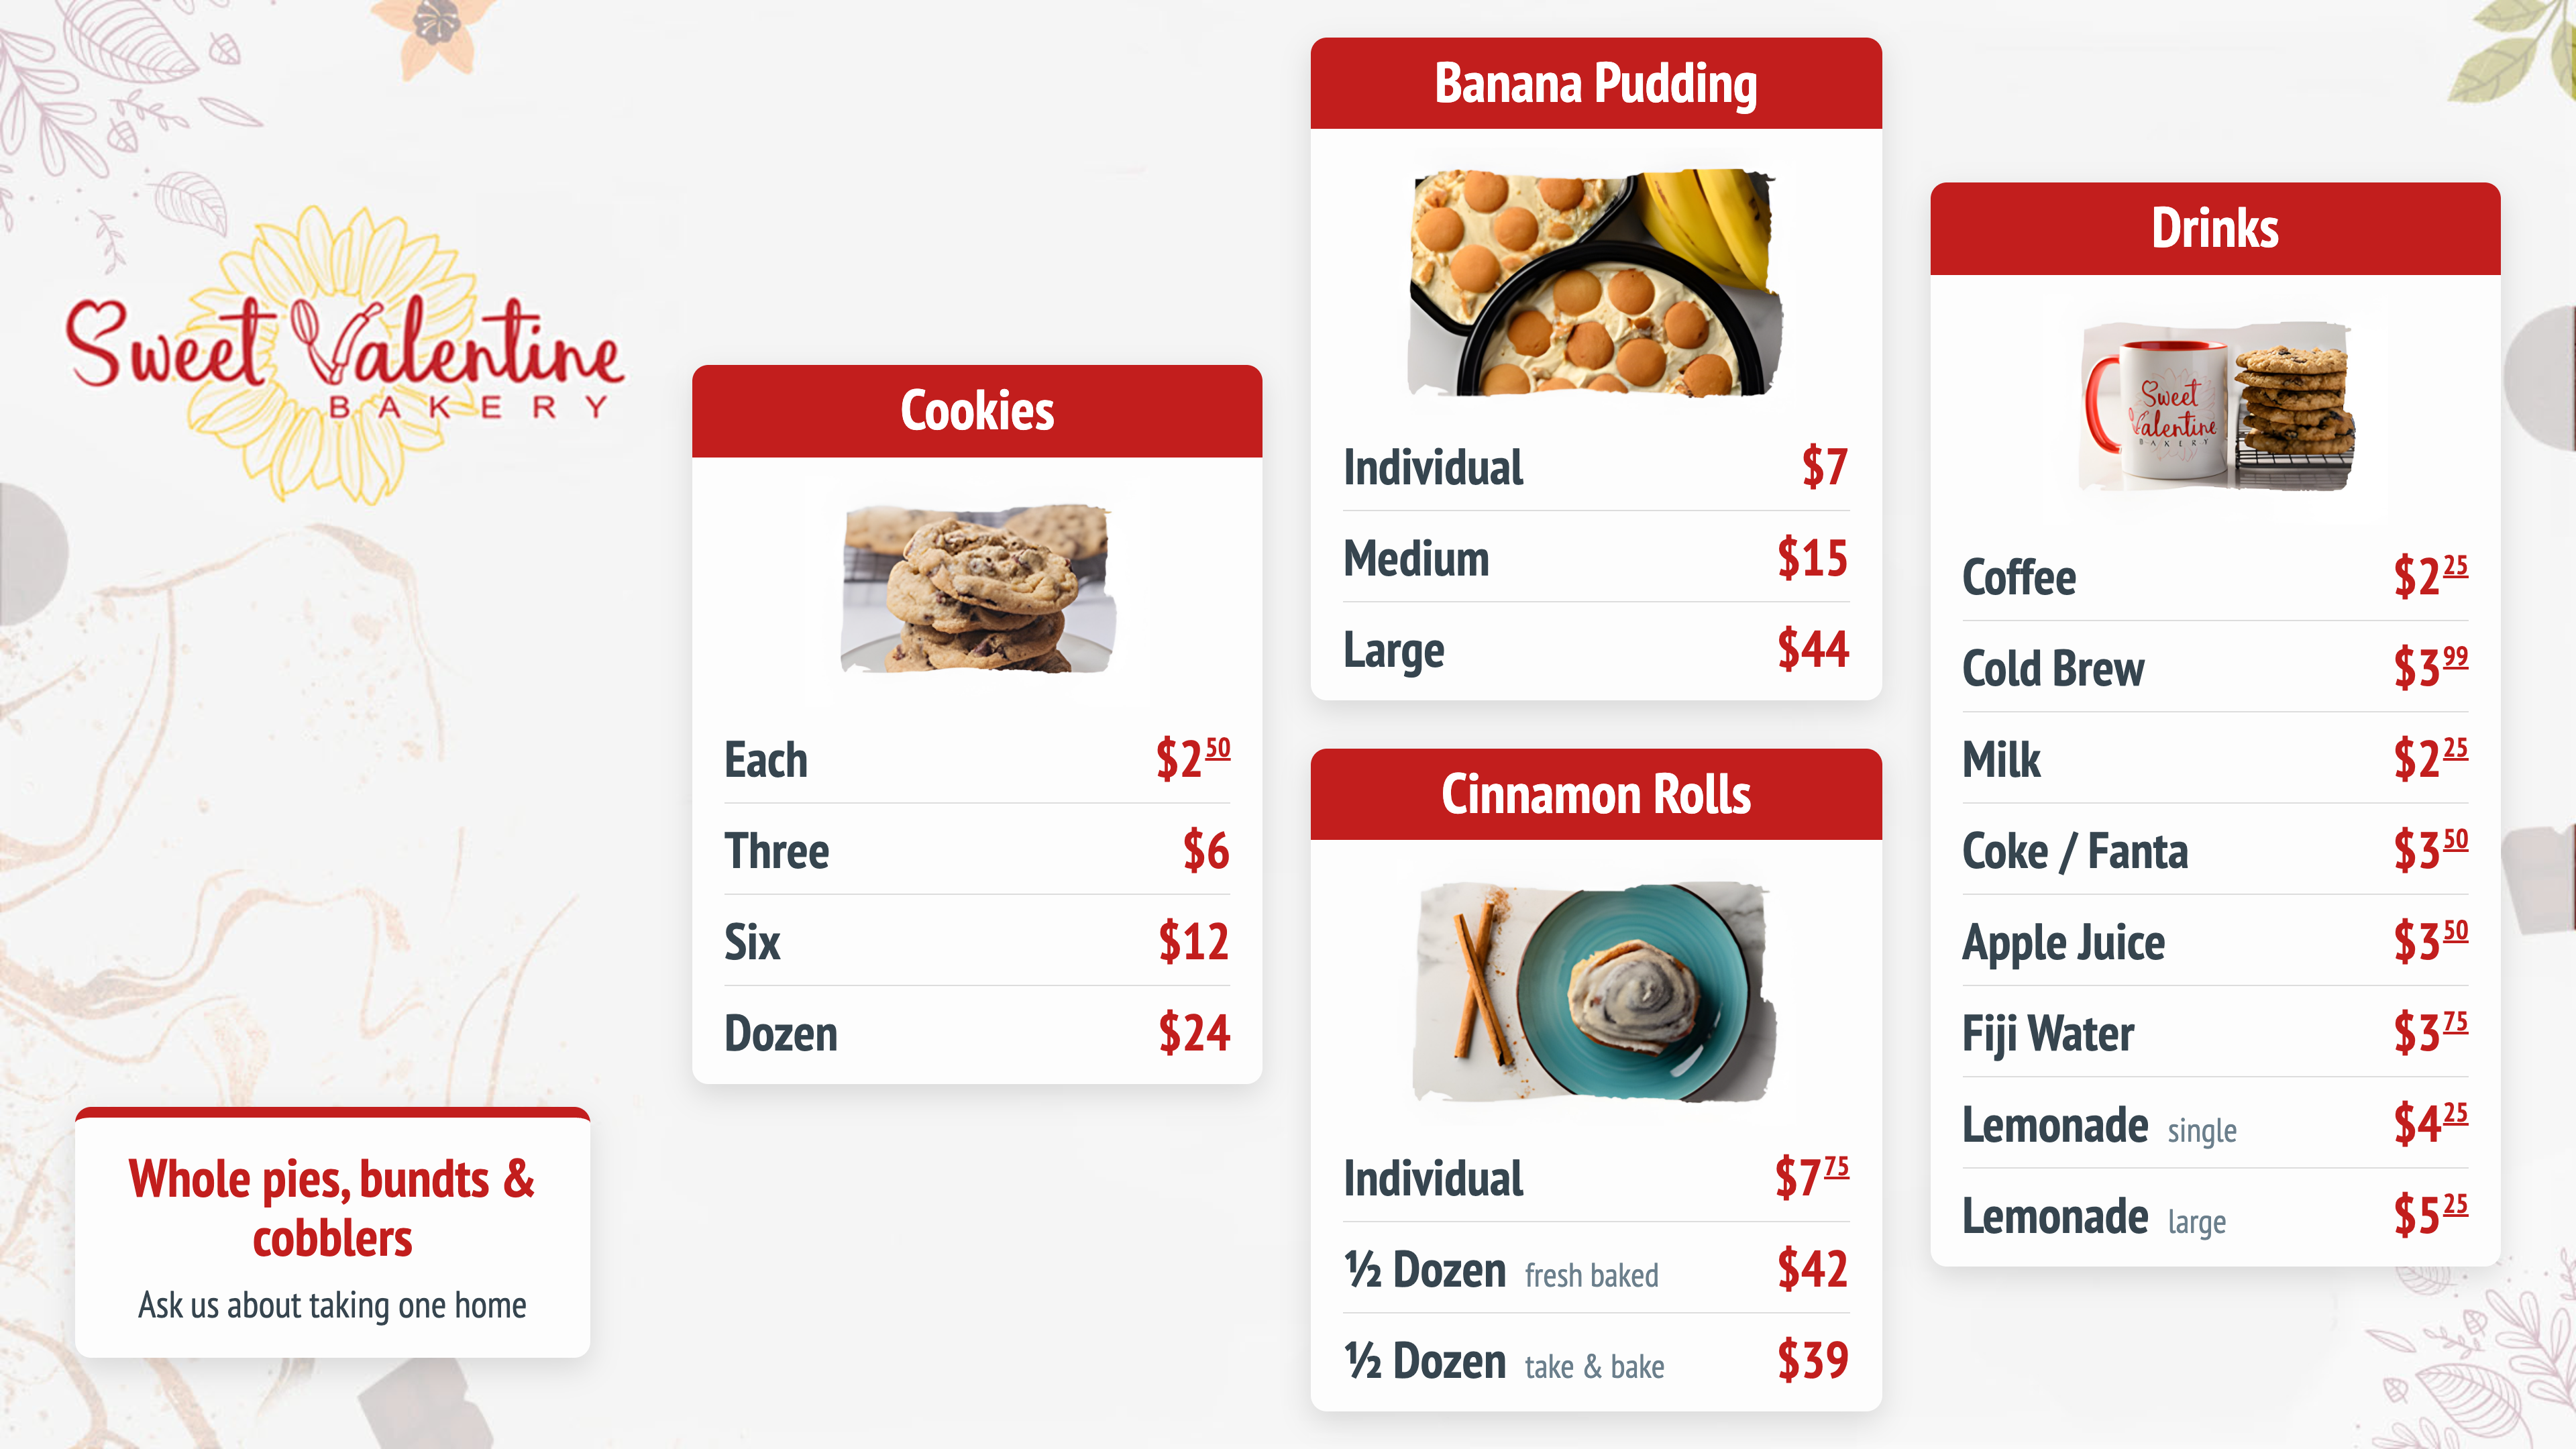 Sweet Valentine
BAKERY
Whole pies, bundts &
cobblers
Ask us about taking one home
Cookies
Each $2 50
Three $6
Six $12
Dozen $24
Banana Pudding
Individual $7
Medium $15
Large $44
Cinnamon Rolls
Individual $7 75
½ Dozen fresh baked $42
½ Dozen take & bake $39
Drinks
Sweet
Valentine
BAKERY
Coffee $2 25
Cold Brew $3 99
Milk $2 25
Coke / Fanta $3 50
Apple Juice $3 50
Fiji Water $3 75
Lemonade single $4 25
Lemonade large $5 25